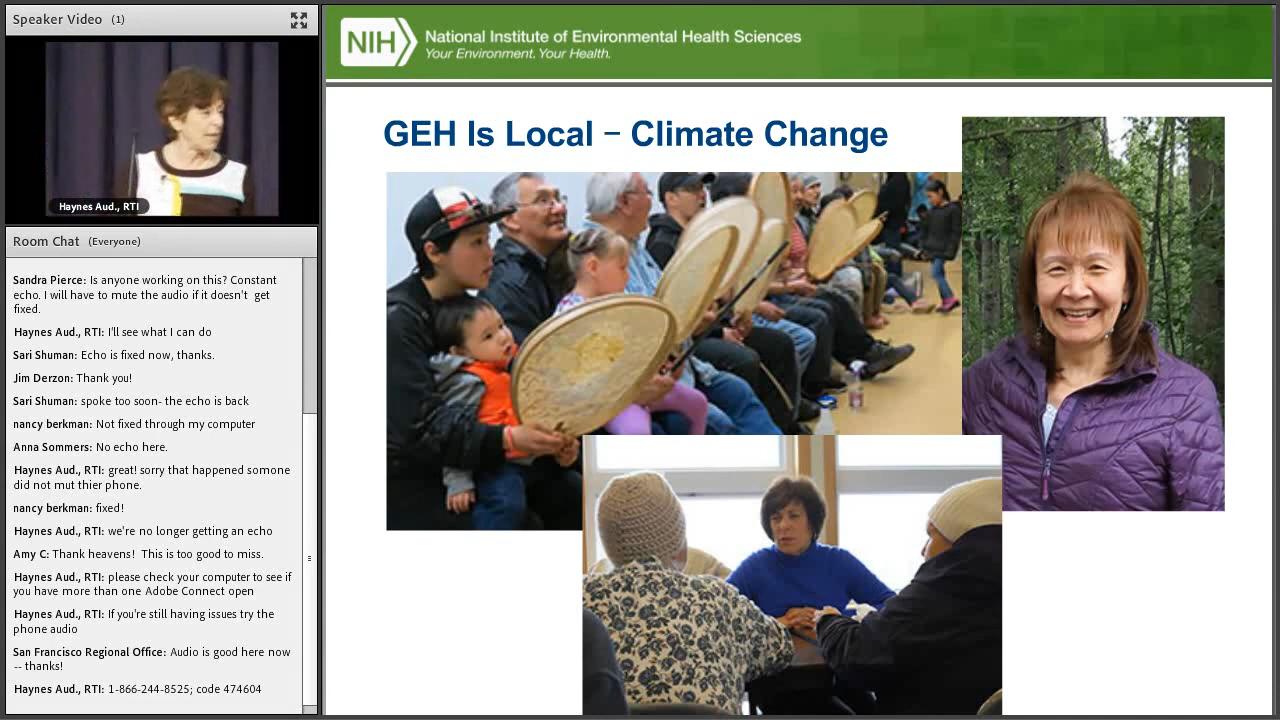 Speaker Video (1)
Haynes Aud., RTI
Room Chat (Everyone)
Sandra Pierce: Is anyone working on this? Constant
echo. I will have to mute the audio if it doesn't get
fixed.
Haynes Aud., RTI: I'll see what I can do
Sari Shuman: Echo is fixed now, thanks.
Jim Derzon: Thank you!
Sari Shuman: spoke too soon- the echo is back
nancy berkman: Not fixed through my computer
Anna Sommers: No echo here.
Haynes Aud., RTI: great! sorry that happened somone
did not mut thier phone.
nancy berkman: fixed!
Haynes Aud., RTI: we're no longer getting an echo
Amy C: Thank heavens! This is too good to miss.
Haynes Aud., RTI: please check your computer to see if
you have more than one Adobe Connect open
Haynes Aud., RTI: If you're still having issues try the
phone audio
San Francisco Regional Office: Audio is good here now
-- thanks!
Haynes Aud., RTI: 1-866-244-8525; code 474604
NIH
National Institute of Environmental Health Sciences
Your Environment. Your Health.
GEH Is Local – Climate Change